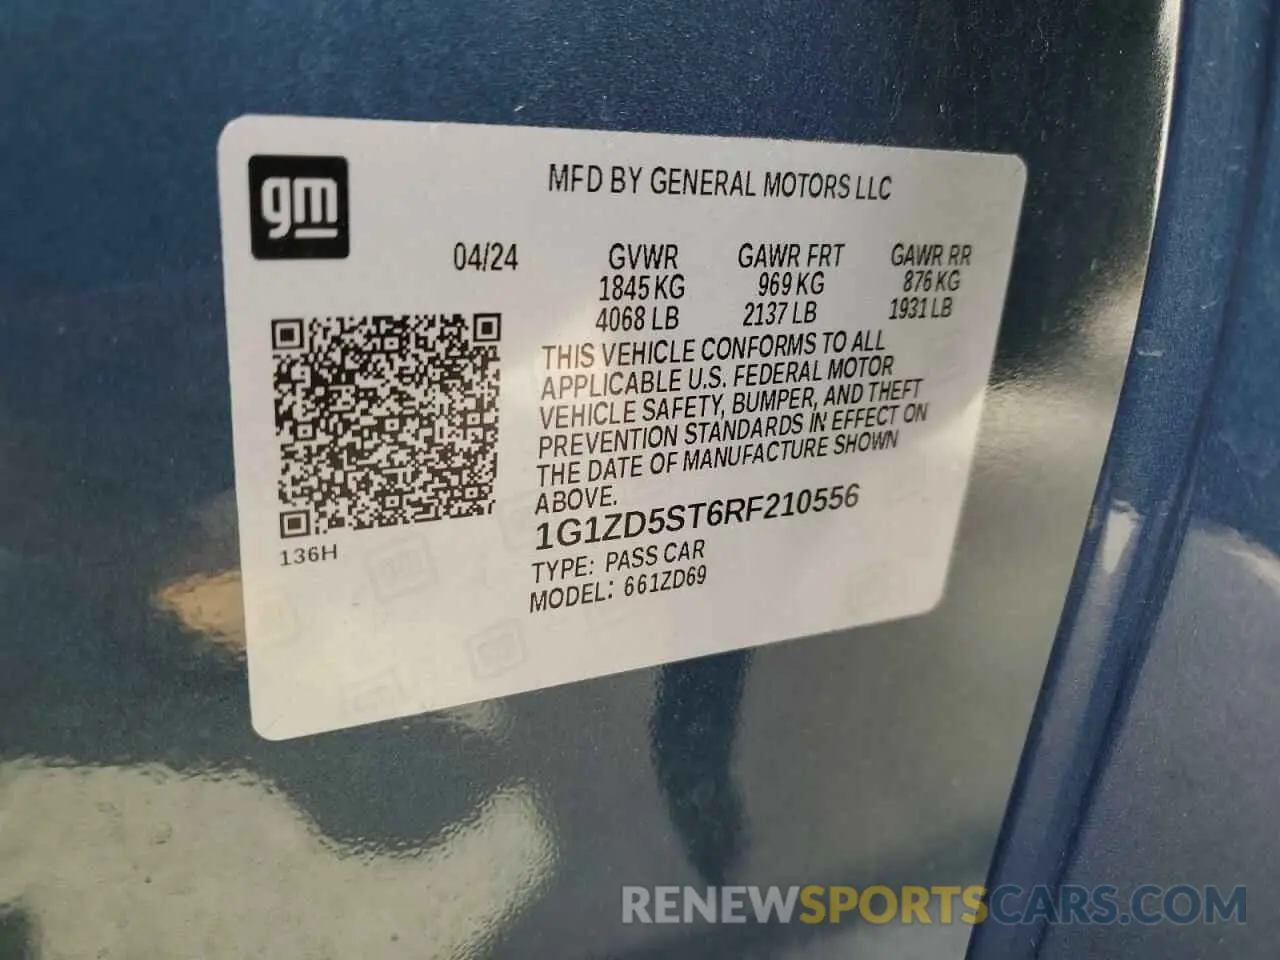 gm
MFD BY GENERAL MOTORS LLC
04/24 GVWR GAWR FRT GAWR RR
1845 KG 969 KG 876 KG
4068 LB 2137 LB 1931 LB
THIS VEHICLE CONFORMS TO ALL
APPLICABLE U.S. FEDERAL MOTOR
VEHICLE SAFETY, BUMPER, AND THEFT
PREVENTION STANDARDS IN EFFECT ON
THE DATE OF MANUFACTURE SHOWN
ABOVE.
1G1ZD5ST6RF210556
TYPE: PASS CAR
MODEL: 661ZD69
136H
RENEWSPORTSCARS.COM